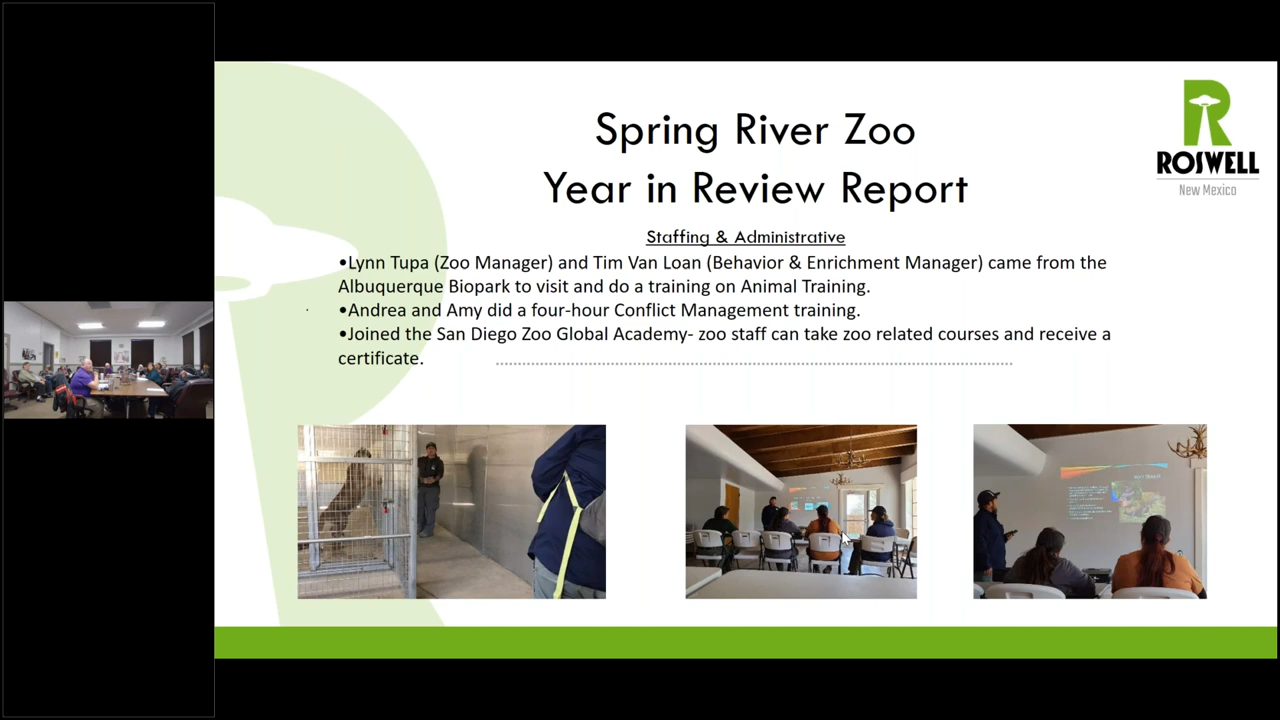 Spring River Zoo
Year in Review Report
ROSWELL
New Mexico
Staffing & Administrative
•Lynn Tupa (Zoo Manager) and Tim Van Loan (Behavior & Enrichment Manager) came from the
Albuquerque Biopark to visit and do a training on Animal Training.
•Andrea and Amy did a four-hour Conflict Management training.
•Joined the San Diego Zoo Global Academy- zoo staff can take zoo related courses and receive a
certificate.